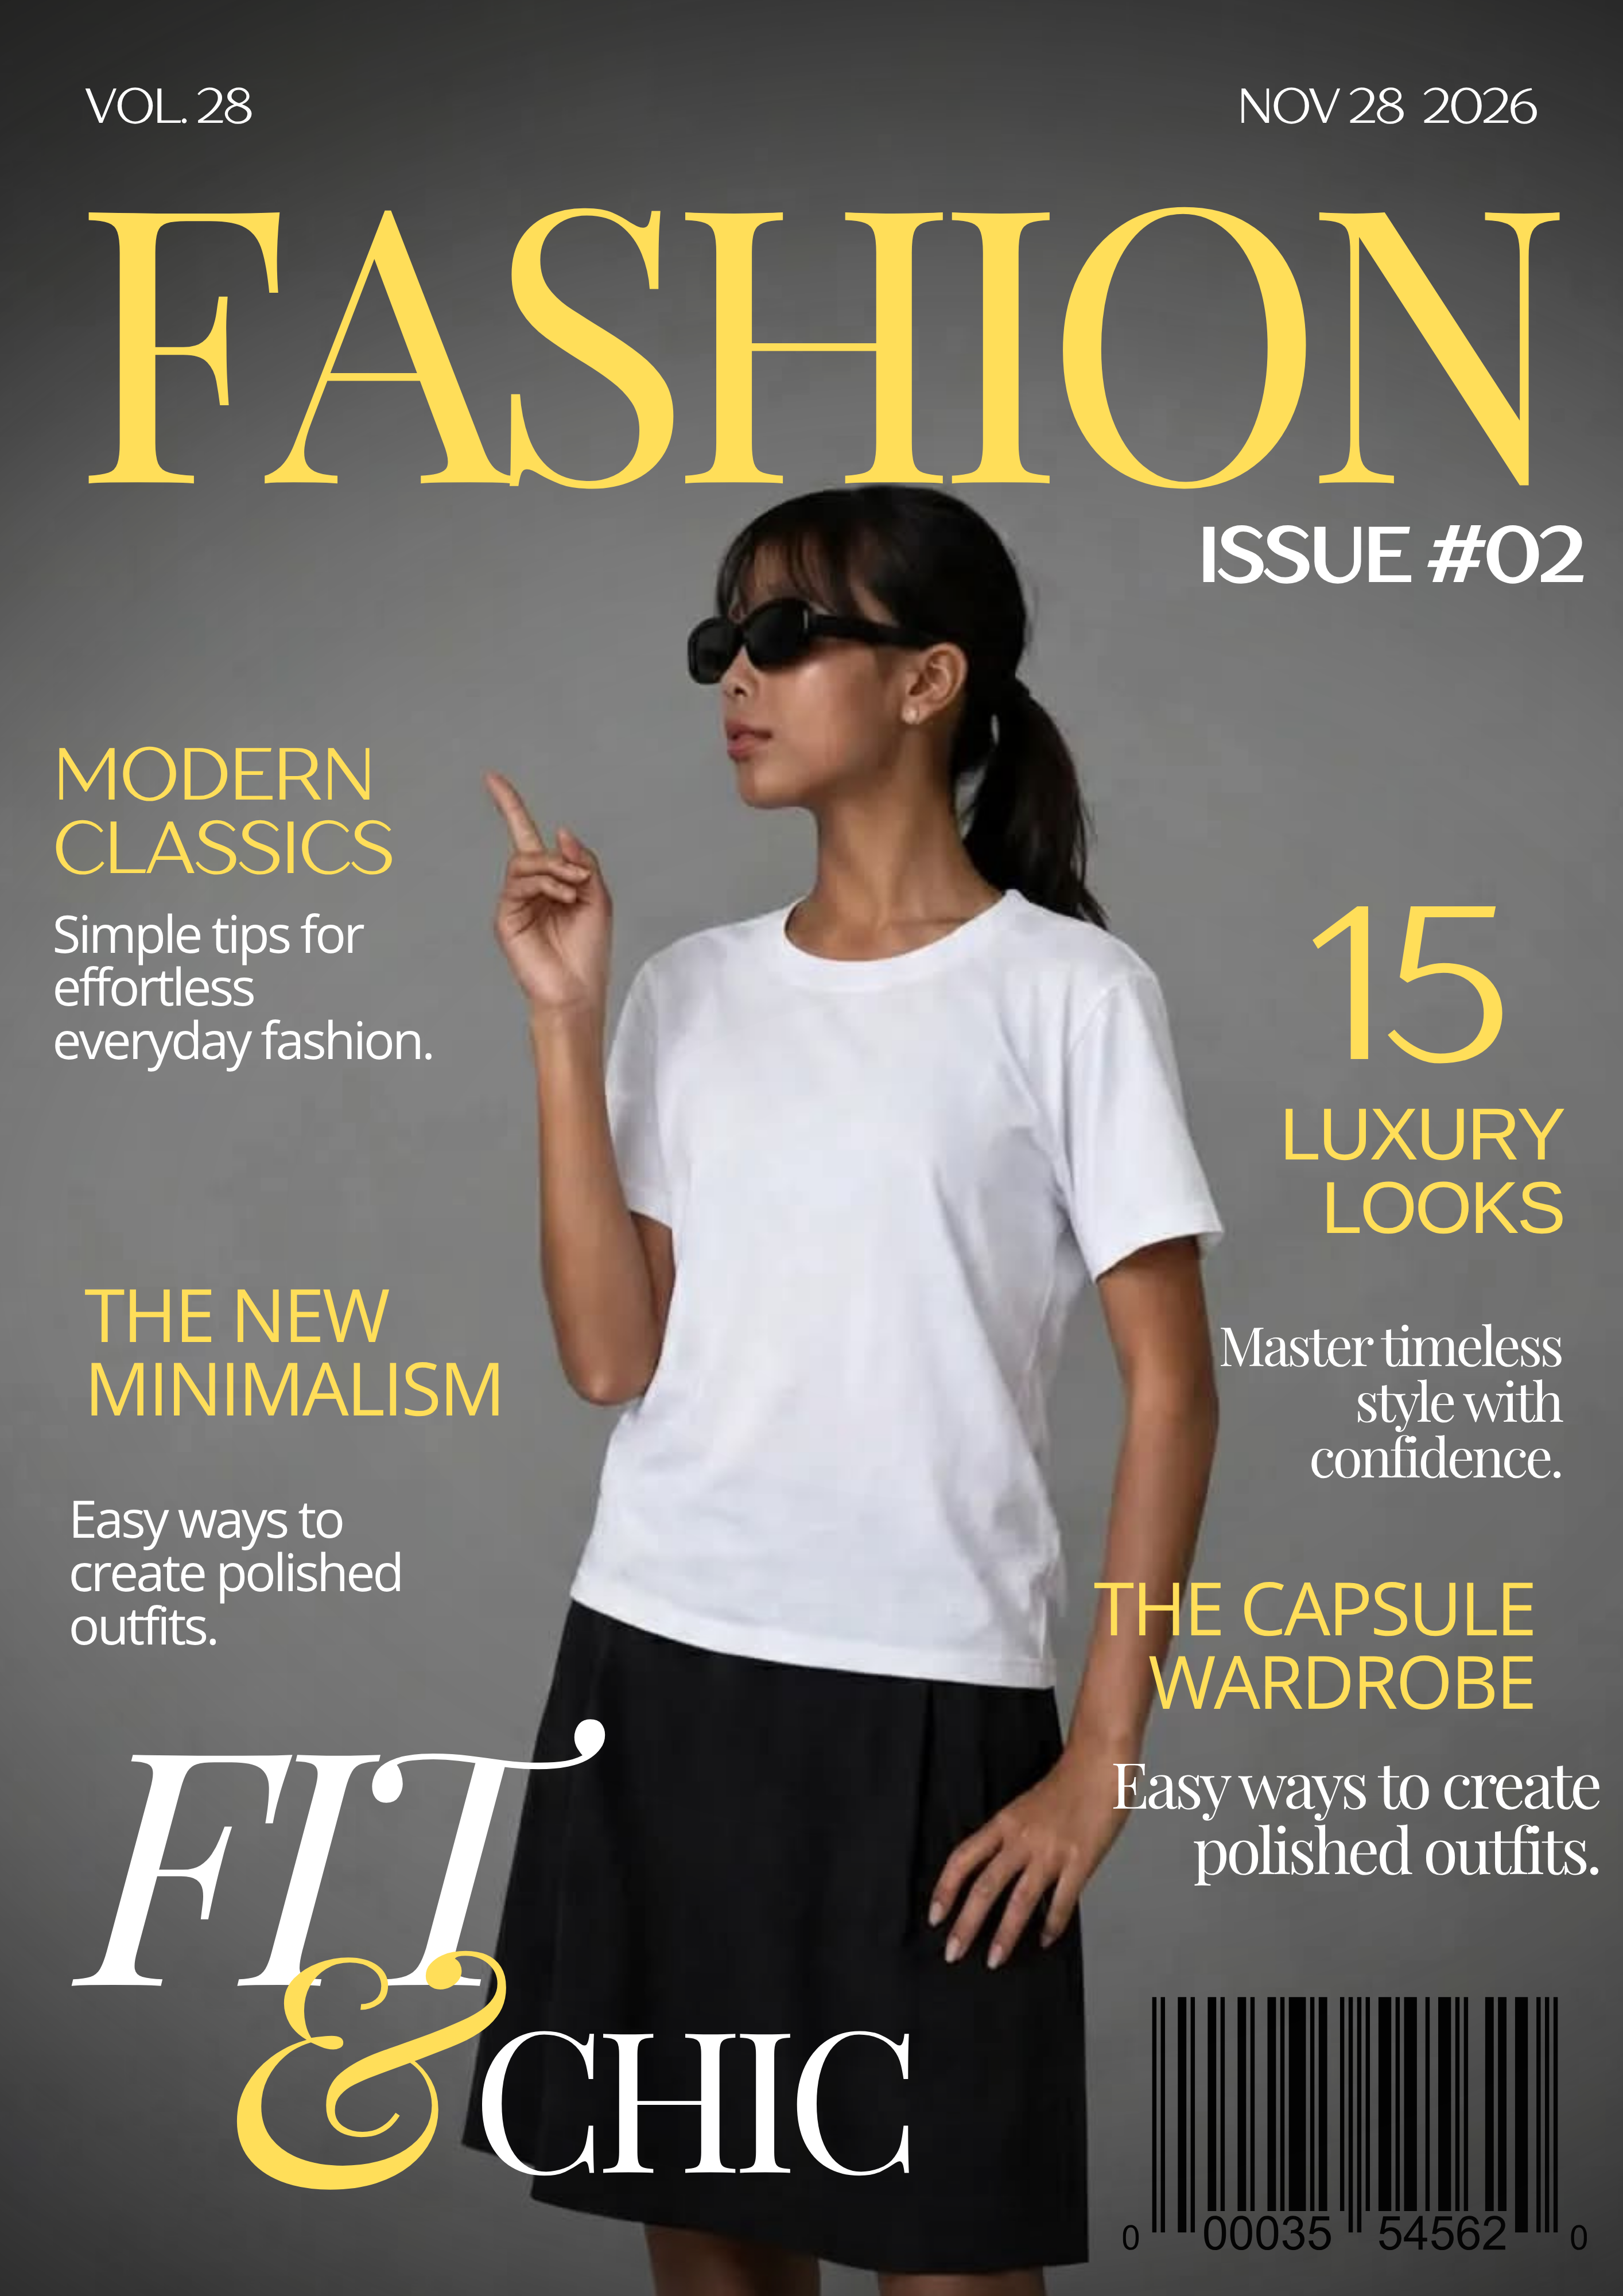 VOL. 28
NOV 28 2026
FASHION
ISSUE #02
MODERN
CLASSICS
Simple tips for
effortless
everyday fashion.
15
LUXURY
LOOKS
THE NEW
MINIMALISM
Master timeless
style with
confidence.
Easy ways to
create polished
outfits.
THE CAPSULE
WARDROBE
Easy ways to create
polished outfits.
FIT
&CHIC
0 00035 54562 0